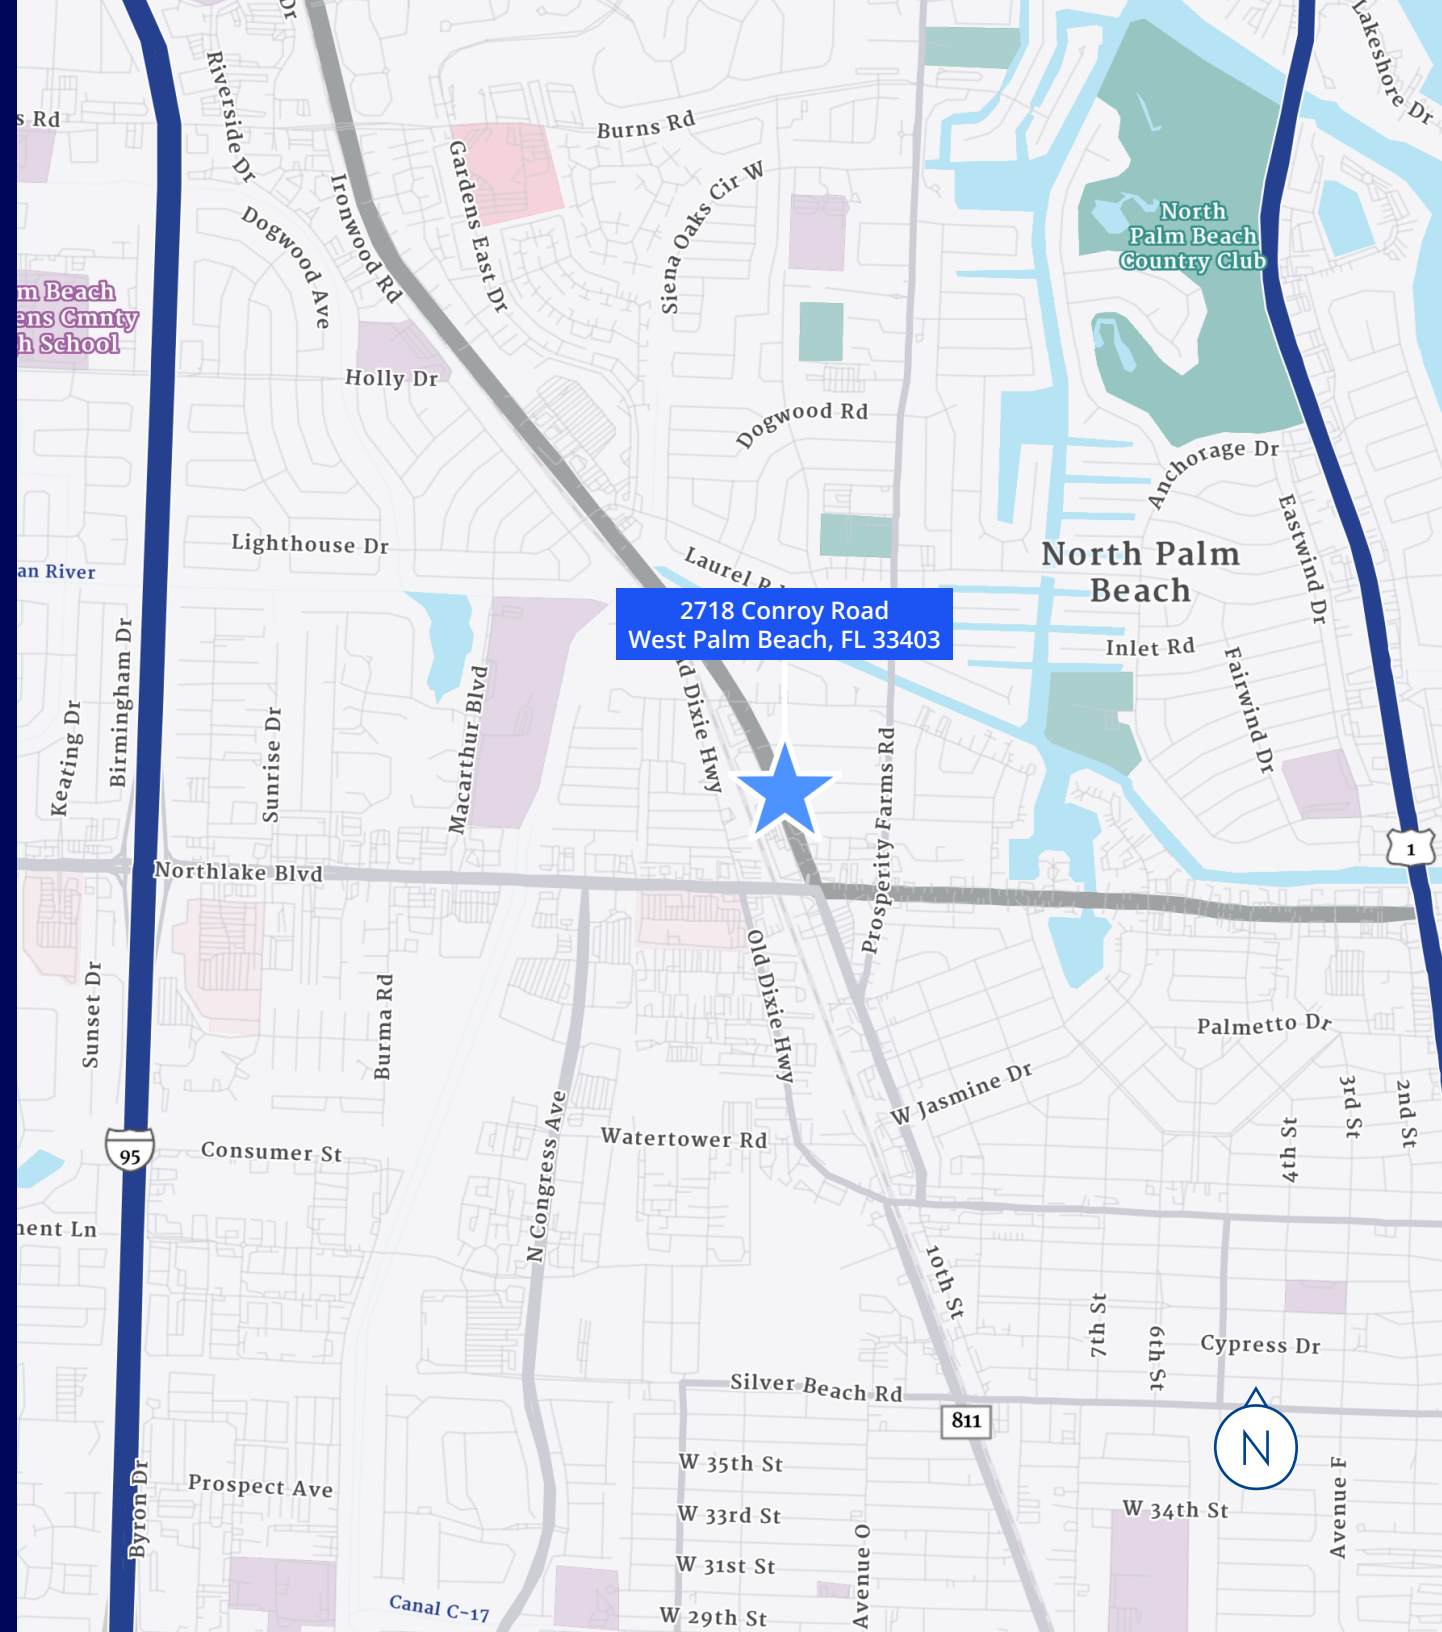 Dr
Lakeshore Dr
Riverside Dr
s Rd
Burns Rd
Gardens East Dr
Siena Oaks Cir W
Ironwood Rd
Dogwood Ave
North
Palm Beach
Country Club
m Beach
ens Cmnty
h School
Holly Dr
Dogwood Rd
Anchorage Dr
Eastwind Dr
Lighthouse Dr
Laurel
North Palm
Beach
an River
2718 Conroy Road
West Palm Beach, FL 33403
Inlet Rd
Fairwind Dr
Birmingham Dr
Keating Dr
Sunrise Dr
Macarthur Blvd
Dixie Hwy
Prosperity Farms Rd
1
Northlake Blvd
Old Dixie Hwy
Sunset Dr
Burma Rd
Palmetto Dr
W Jasmine Dr
3rd St
2nd St
4th St
N Congress Ave
Watertower Rd
95
Consumer St
ent Ln
10th St
7th St
6th St
Cypress Dr
Silver Beach Rd
811
N
W 35th St
Prospect Ave
Byron Dr
W 33rd St
W 34th St
Avenue F
W 31st St
Avenue O
Canal C-17
W 29th St